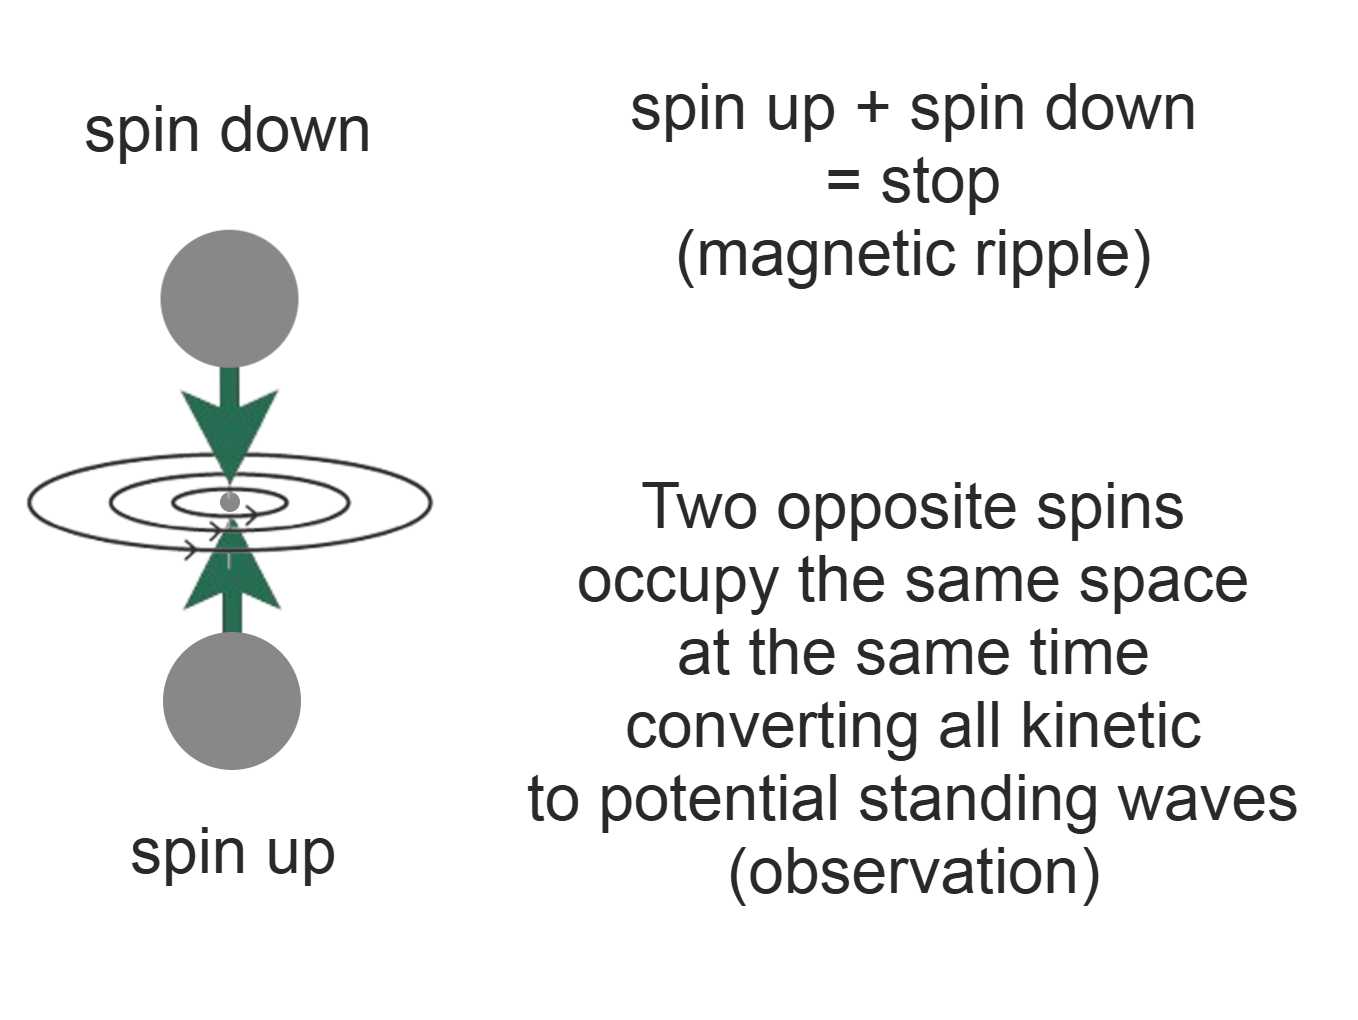 spin down
spin up
spin up + spin down
= stop
(magnetic ripple)
Two opposite spins
occupy the same space
at the same time
converting all kinetic
to potential standing waves
(observation)